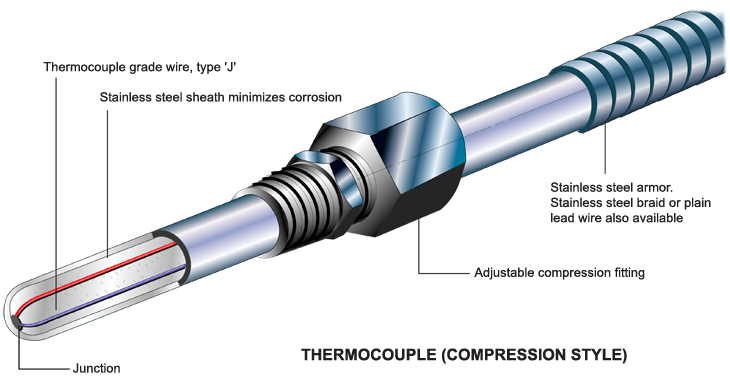 Thermocouple grade wire, type 'J'
Stainless steel sheath minimizes corrosion
Stainless steel armor.
Stainless steel braid or plain
lead wire also available
Adjustable compression fitting
THERMOCOUPLE (COMPRESSION STYLE)
Junction